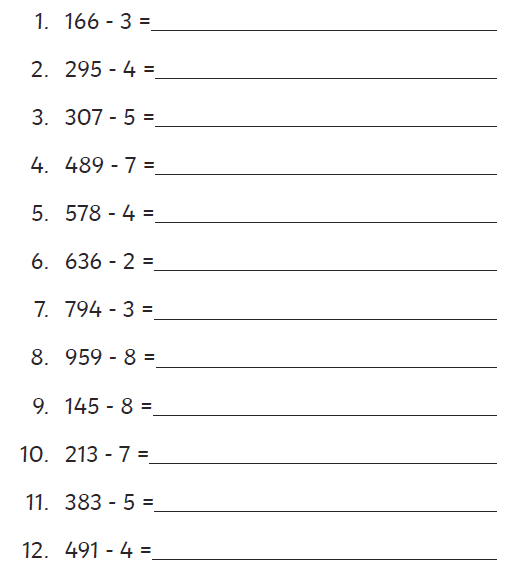 1. 166 - 3 =
2. 295 - 4 =
3. 307 - 5 =
4. 489 - 7 =
5. 578 - 4 =
6. 636 - 2 =
7. 794 - 3 =
8. 959 - 8 =
9. 145 - 8 =
10. 213 - 7 =
11. 383 - 5 =
12. 491 - 4 =